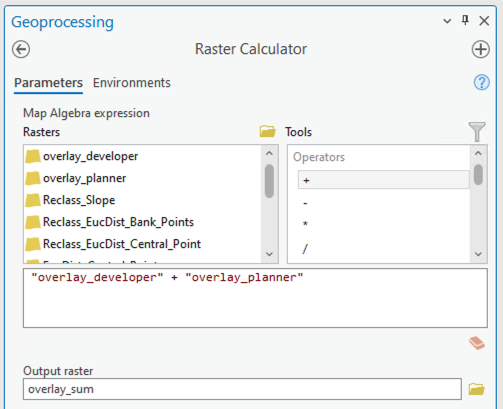 Geoprocessing
Raster Calculator
Parameters Environments
Map Algebra expression
Rasters
overlay_developer
overlay_planner
Reclass_Slope
Reclass_EucDist_Bank_Points
Reclass_EucDist_Central_Point
Tools
Operators
+
-
*
/
"overlay_developer" + "overlay_planner"
Output raster
overlay_sum